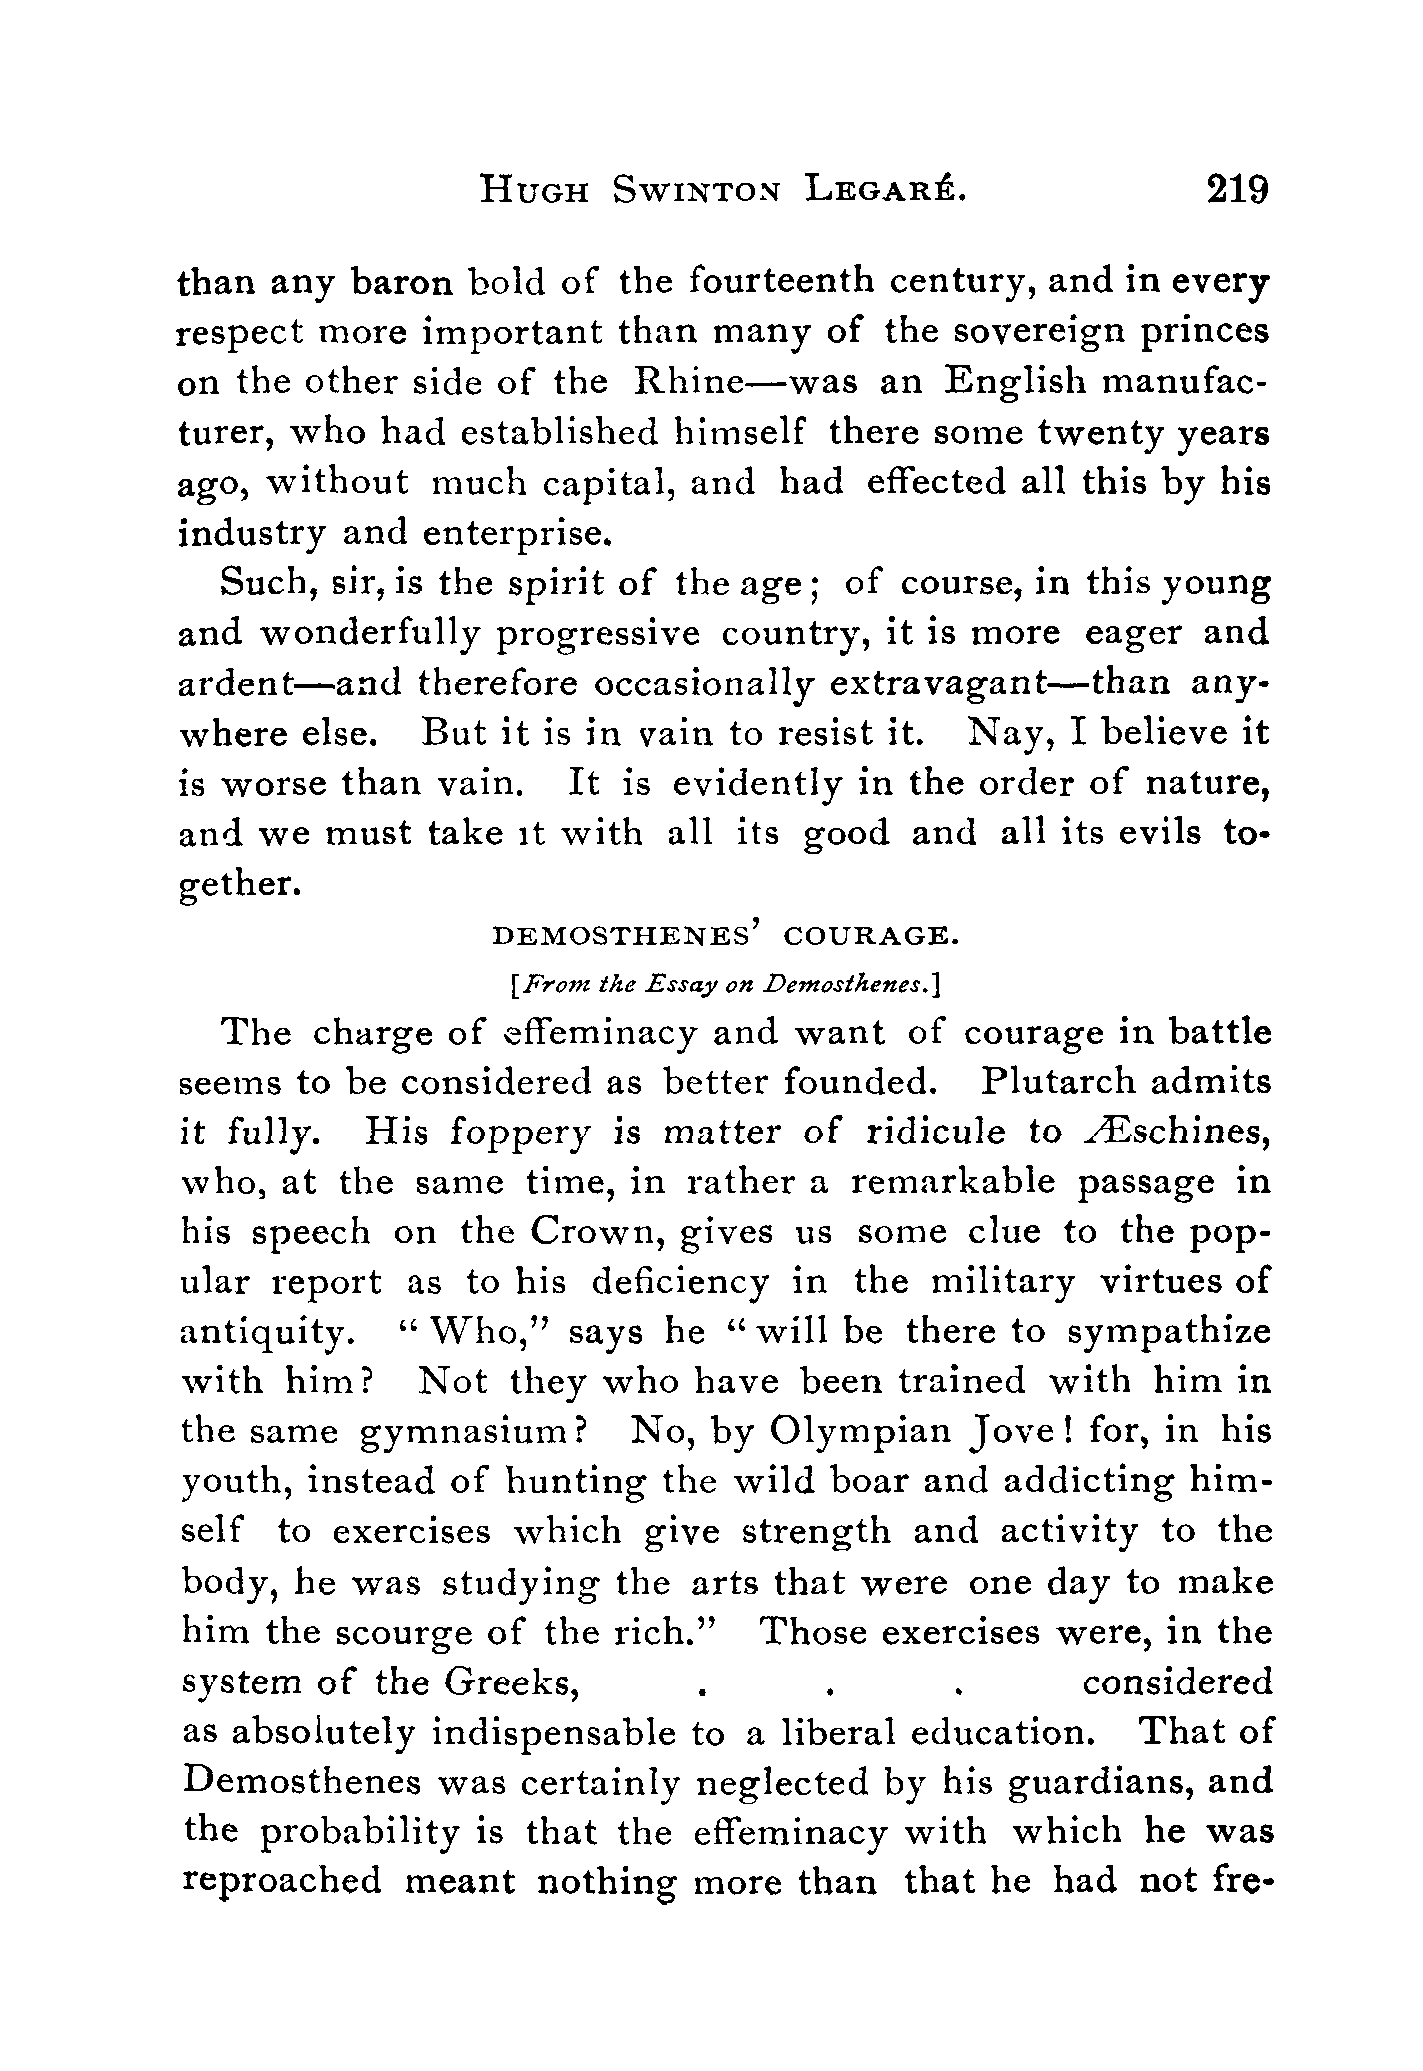 HUGH SWINTON LEGARÉ. 219
than any baron bold of the fourteenth century, and in every
respect more important than many of the sovereign princes
on the other side of the Rhine—was an English manufac-
turer, who had established himself there some twenty years
ago, without much capital, and had effected all this by his
industry and enterprise.
Such, sir, is the spirit of the age; of course, in this young
and wonderfully progressive country, it is more eager and
ardent—and therefore occasionally extravagant—than any-
where else. But it is in vain to resist it. Nay, I believe it
is worse than vain. It is evidently in the order of nature,
and we must take it with all its good and all its evils to-
gether.
DEMOSTHENES' COURAGE.
[From the Essay on Demosthenes.]
The charge of effeminacy and want of courage in battle
seems to be considered as better founded. Plutarch admits
it fully. His foppery is matter of ridicule to Æschines,
who, at the same time, in rather a remarkable passage in
his speech on the Crown, gives us some clue to the pop-
ular report as to his deficiency in the military virtues of
antiquity. "Who," says he "will be there to sympathize
with him? Not they who have been trained with him in
the same gymnasium? No, by Olympian Jove! for, in his
youth, instead of hunting the wild boar and addicting him-
self to exercises which give strength and activity to the
body, he was studying the arts that were one day to make
him the scourge of the rich." Those exercises were, in the
system of the Greeks, . . . considered
as absolutely indispensable to a liberal education. That of
Demosthenes was certainly neglected by his guardians, and
the probability is that the effeminacy with which he was
reproached meant nothing more than that he had not fre-